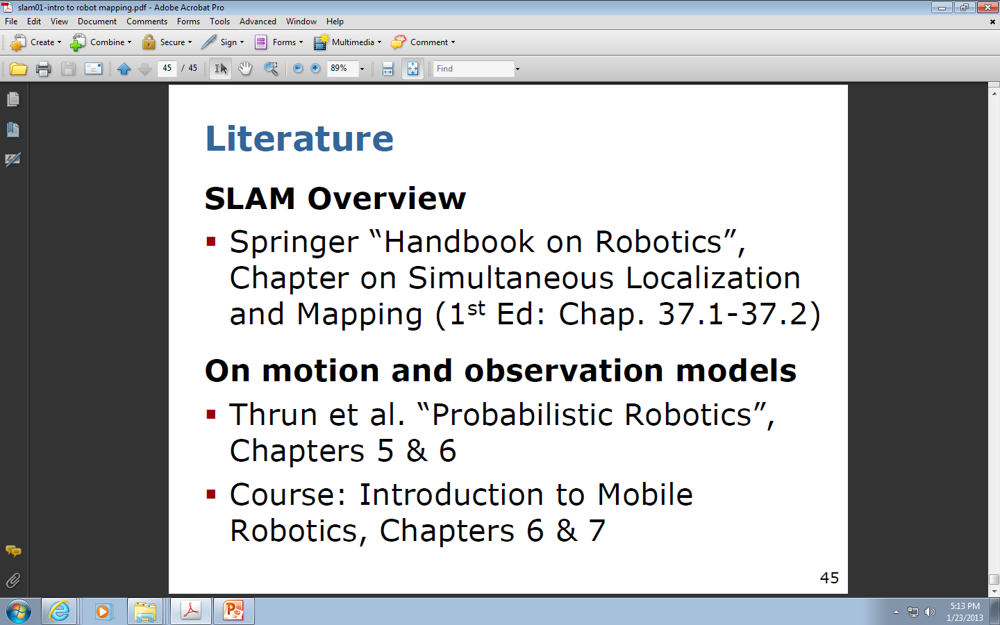 slam01-intro to robot mapping.pdf - Adobe Acrobat Pro
File Edit View Document Comments Forms Tools Advanced Window Help
Create Combine Secure Sign Forms Multimedia Comment
45 / 45 89% Find
Literature
SLAM Overview
Springer “Handbook on Robotics”,
Chapter on Simultaneous Localization
and Mapping (1st Ed: Chap. 37.1-37.2)
On motion and observation models
Thrun et al. “Probabilistic Robotics”,
Chapters 5 & 6
Course: Introduction to Mobile
Robotics, Chapters 6 & 7
45
5:13 PM
1/23/2013